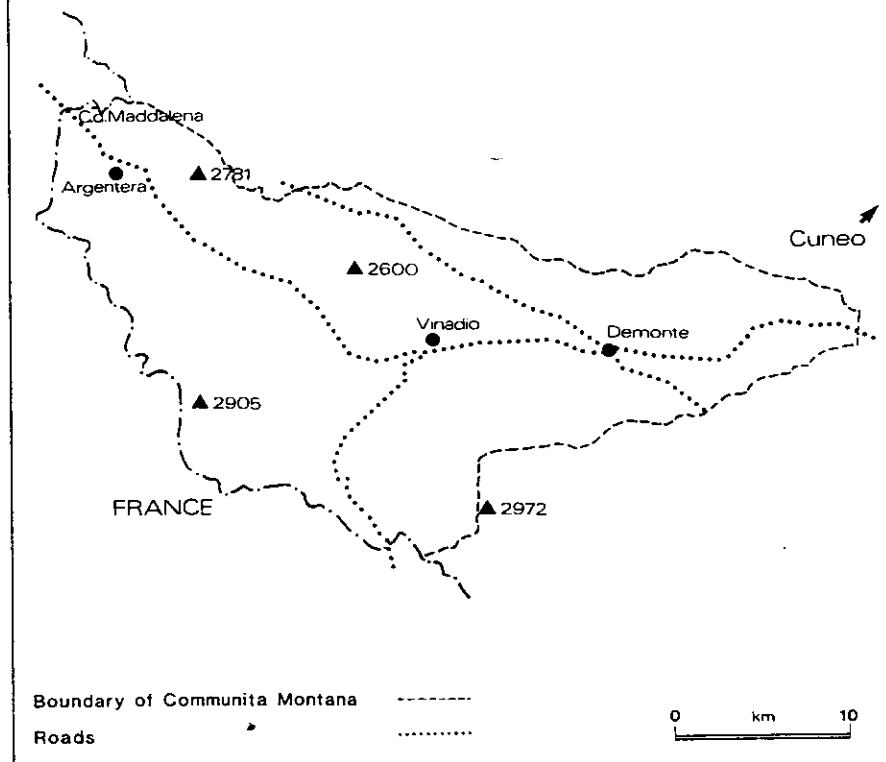 C.d.Maddalena
2781
Argentera
Cuneo
2600
Vinadio
Demonte
2905
FRANCE
2972
Boundary of Communita Montana
0 km 10
Roads